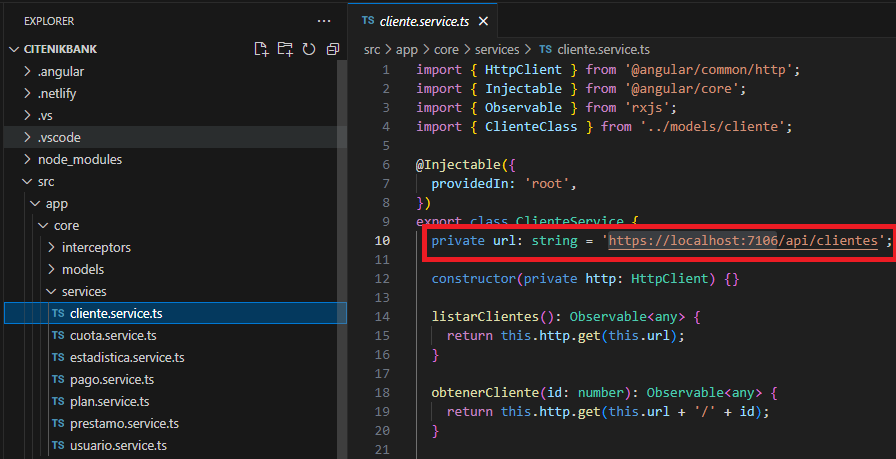 EXPLORER
···
CITENIKBANK
.angular
.netlify
.vs
.vscode
node_modules
src
app
core
interceptors
models
services
TS cliente.service.ts
TS cuota.service.ts
TS estadistica.service.ts
TS pago.service.ts
TS plan.service.ts
TS prestamo.service.ts
TS usuario.service.ts
TS cliente.service.ts
src > app > core > services > TS cliente.service.ts
1 import { HttpClient } from '@angular/common/http';
2 import { Injectable } from '@angular/core';
3 import { Observable } from 'rxjs';
4 import { ClienteClass } from '../models/cliente';
5
6 @Injectable({
7 providedIn: 'root',
8 })
9 export class ClienteService {
10 private url: string = 'https://localhost:7106/api/clientes';
11
12 constructor(private http: HttpClient) {}
13
14 listarClientes(): Observable<any> {
15 return this.http.get(this.url);
16 }
17
18 obtenerCliente(id: number): Observable<any> {
19 return this.http.get(this.url + '/' + id);
20 }
21